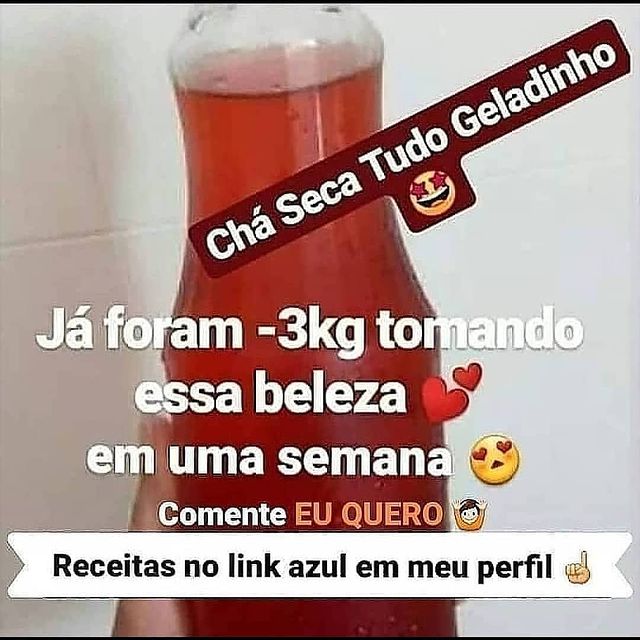 Chá Seca Tudo Geladinho
Já foram -3kg tomando
essa beleza
em uma semana
Comente EU QUERO
Receitas no link azul em meu perfil